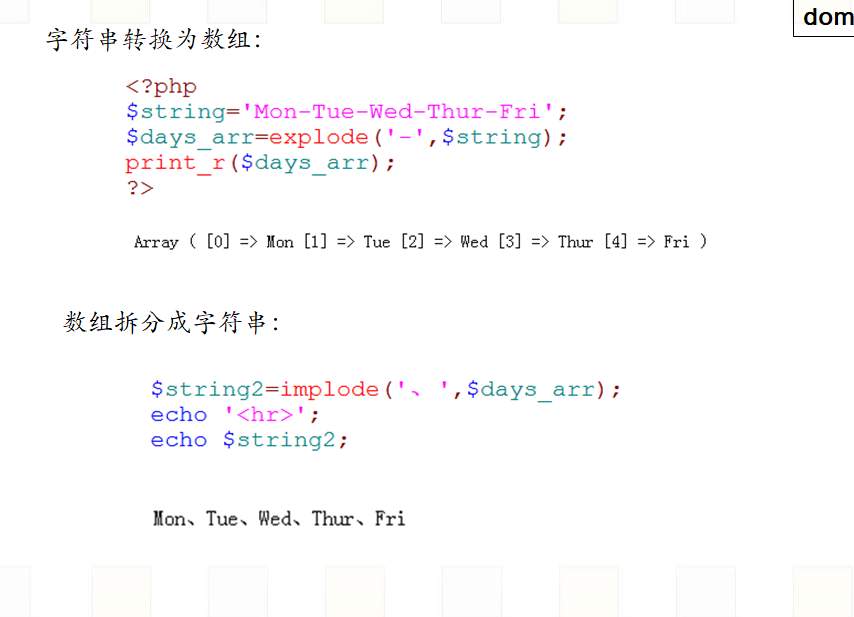 dom
字符串转换为数组:
<?php
$string='Mon-Tue-Wed-Thur-Fri';
$days_arr=explode('-',$string);
print_r($days_arr);
?>
Array ( [0] => Mon [1] => Tue [2] => Wed [3] => Thur [4] => Fri )
数组拆分成字符串:
$string2=implode('、',$days_arr);
echo '<hr>';
echo $string2;
Mon、Tue、Wed、Thur、Fri